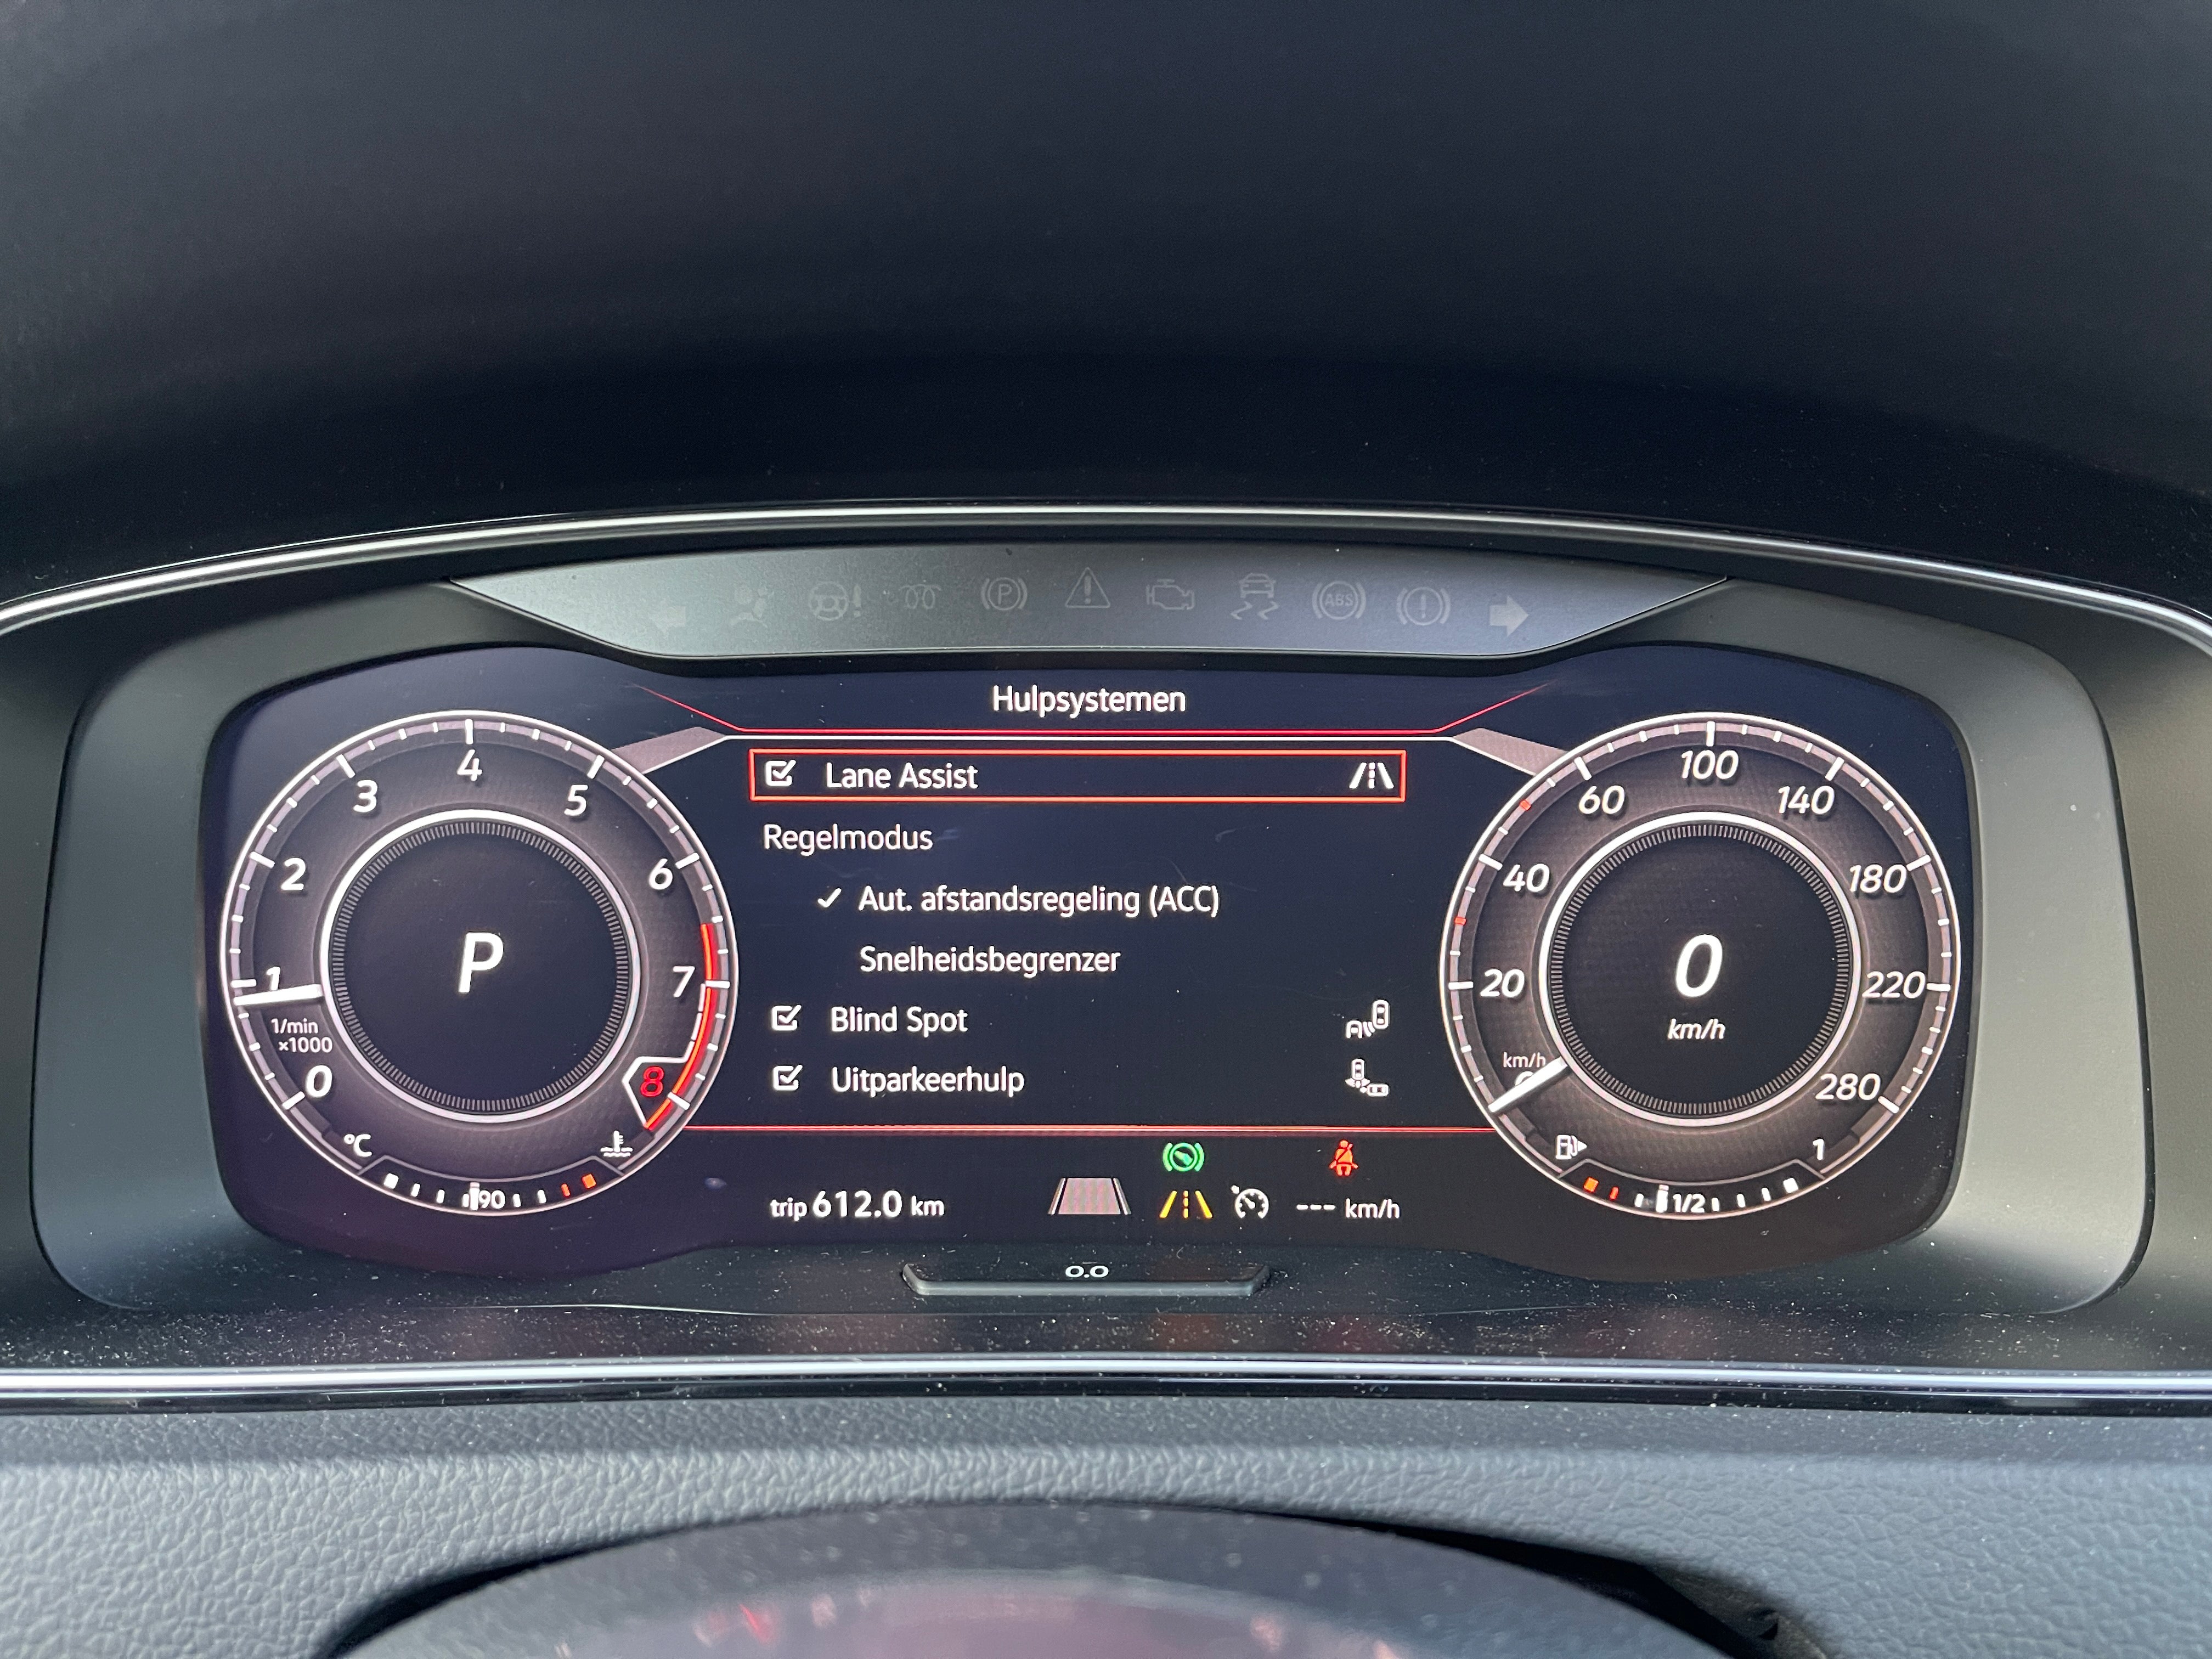 P
ABS
Hulpsystemen
Lane Assist
Regelmodus
Aut. afstandsregeling (ACC)
Snelheidsbegrenzer
Blind Spot
Uitparkeerhulp
trip 612.0 km
--- km/h
0.0
0
1
2
3
4
5
6
7
8
1/min
×1000
P
°C
90
20
40
60
100
140
180
220
280
km/h
0
km/h
1/2
1